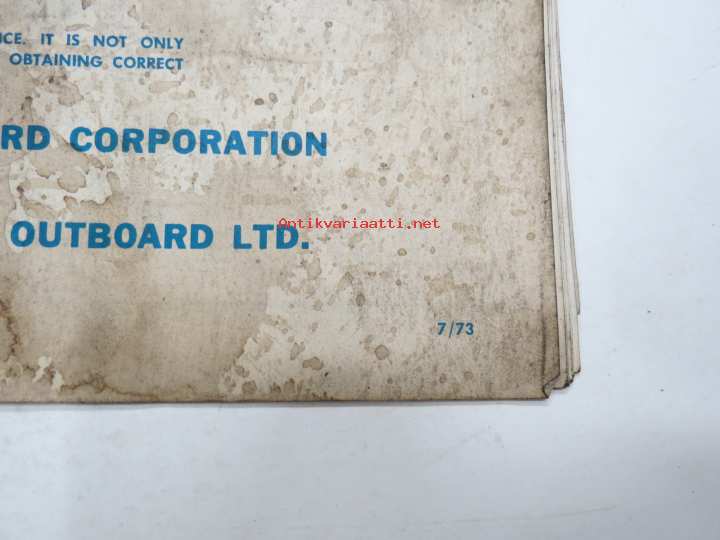 ICE. IT IS NOT ONLY
OBTAINING CORRECT
RD CORPORATION
Antikvariaatti.net
OUTBOARD LTD.
7/73